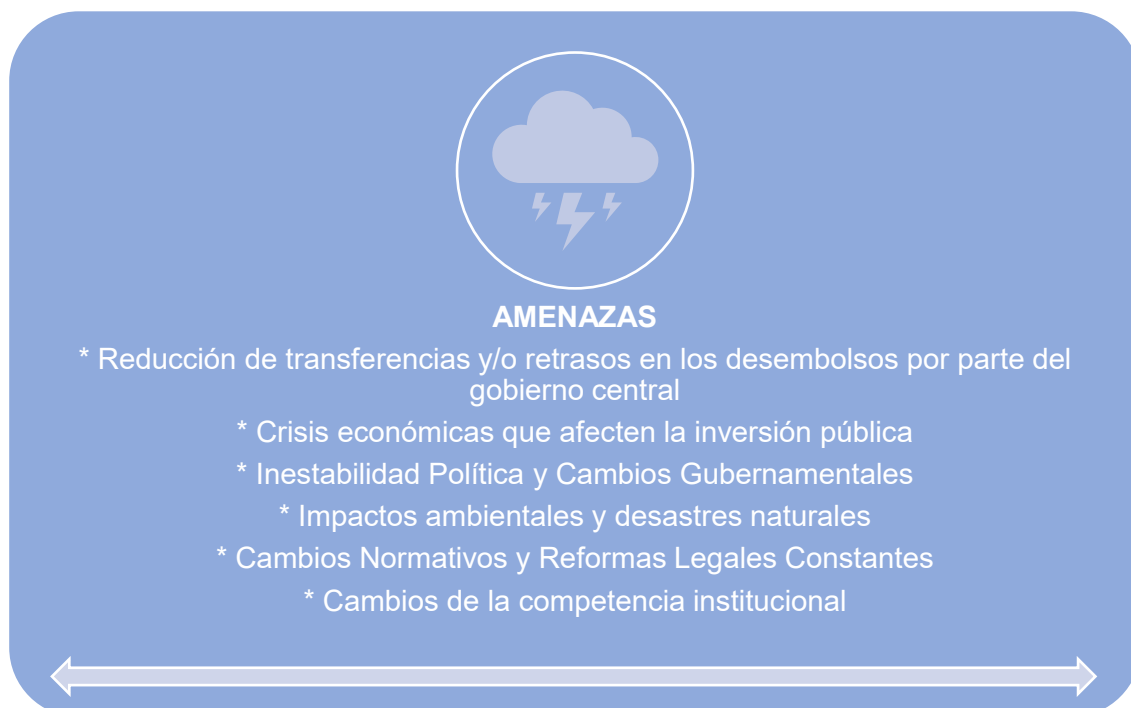 AMENAZAS
* Reducción de transferencias y/o retrasos en los desembolsos por parte del
gobierno central
* Crisis económicas que afecten la inversión pública
* Inestabilidad Política y Cambios Gubernamentales
* Impactos ambientales y desastres naturales
* Cambios Normativos y Reformas Legales Constantes
* Cambios de la competencia institucional